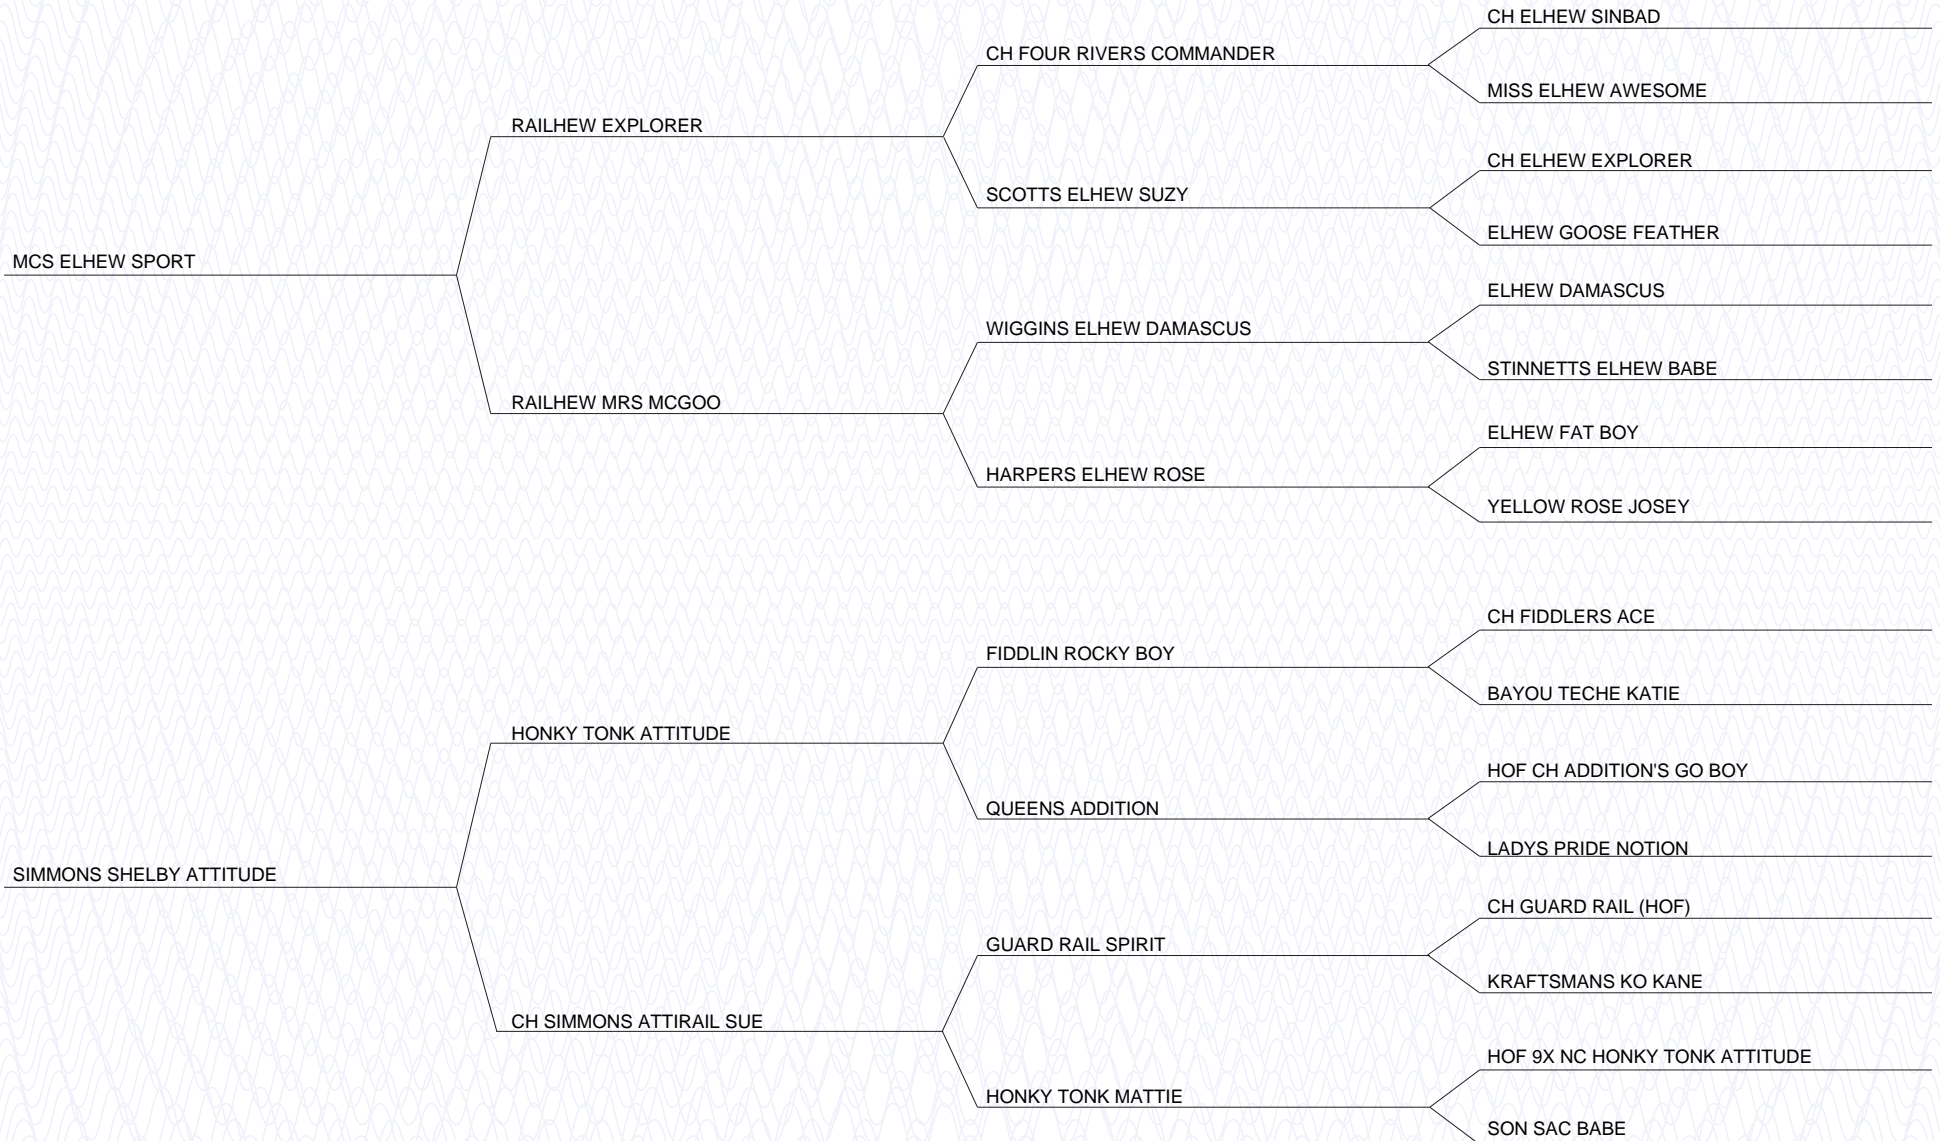 CH ELHEW SINBAD
CH FOUR RIVERS COMMANDER
MISS ELHEW AWESOME
RAILHEW EXPLORER
CH ELHEW EXPLORER
SCOTTS ELHEW SUZY
ELHEW GOOSE FEATHER
MCS ELHEW SPORT
ELHEW DAMASCUS
WIGGINS ELHEW DAMASCUS
STINNETTS ELHEW BABE
RAILHEW MRS MCGOO
ELHEW FAT BOY
HARPERS ELHEW ROSE
YELLOW ROSE JOSEY
CH FIDDLERS ACE
FIDDLIN ROCKY BOY
BAYOU TECHE KATIE
HONKY TONK ATTITUDE
HOF CH ADDITION'S GO BOY
QUEENS ADDITION
LADYS PRIDE NOTION
SIMMONS SHELBY ATTITUDE
CH GUARD RAIL (HOF)
GUARD RAIL SPIRIT
KRAFTSMANS KO KANE
CH SIMMONS ATTIRAIL SUE
HOF 9X NC HONKY TONK ATTITUDE
HONKY TONK MATTIE
SON SAC BABE